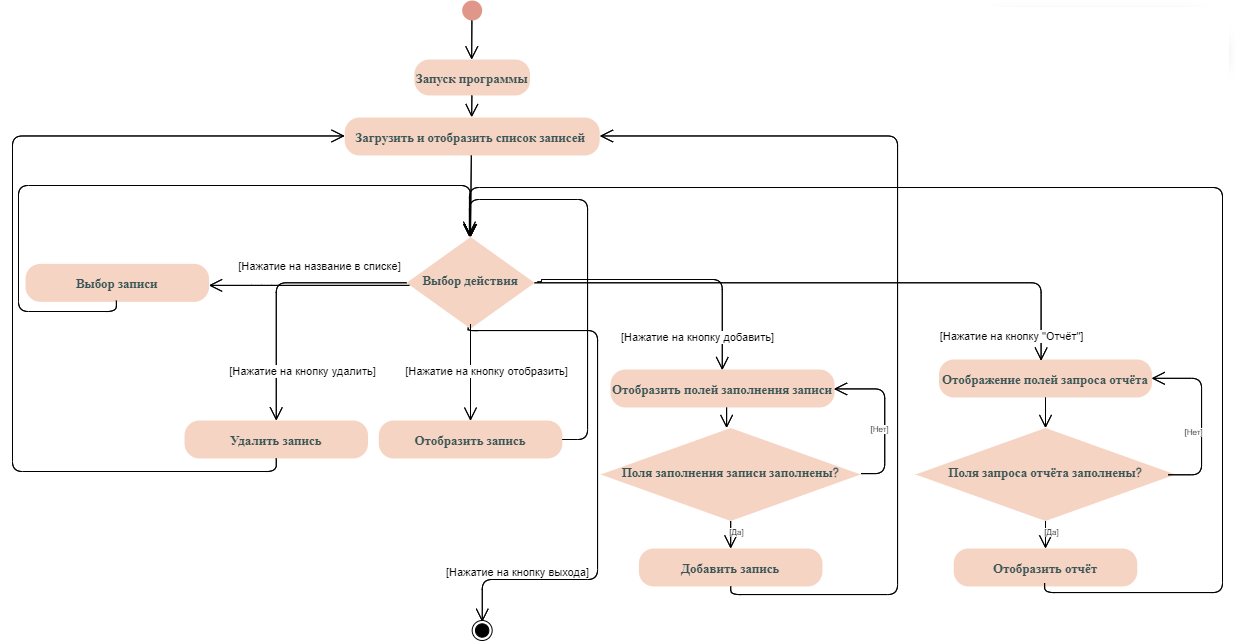 Запуск программы
Загрузить и отобразить список записей
[Нажатие на название в списке]
Выбор записи
Выбор действия
[Нажатие на кнопку добавить]
[Нажатие на кнопку "Отчёт"]
[Нажатие на кнопку удалить]
[Нажатие на кнопку отобразить]
Отобразить полей заполнения записи
Отображение полей запроса отчёта
[Нет]
[Нет]
Удалить запись
Отобразить запись
Поля заполнения записи заполнены?
Поля запроса отчёта заполнены?
[Да]
[Да]
[Нажатие на кнопку выхода]
Добавить запись
Отобразить отчёт